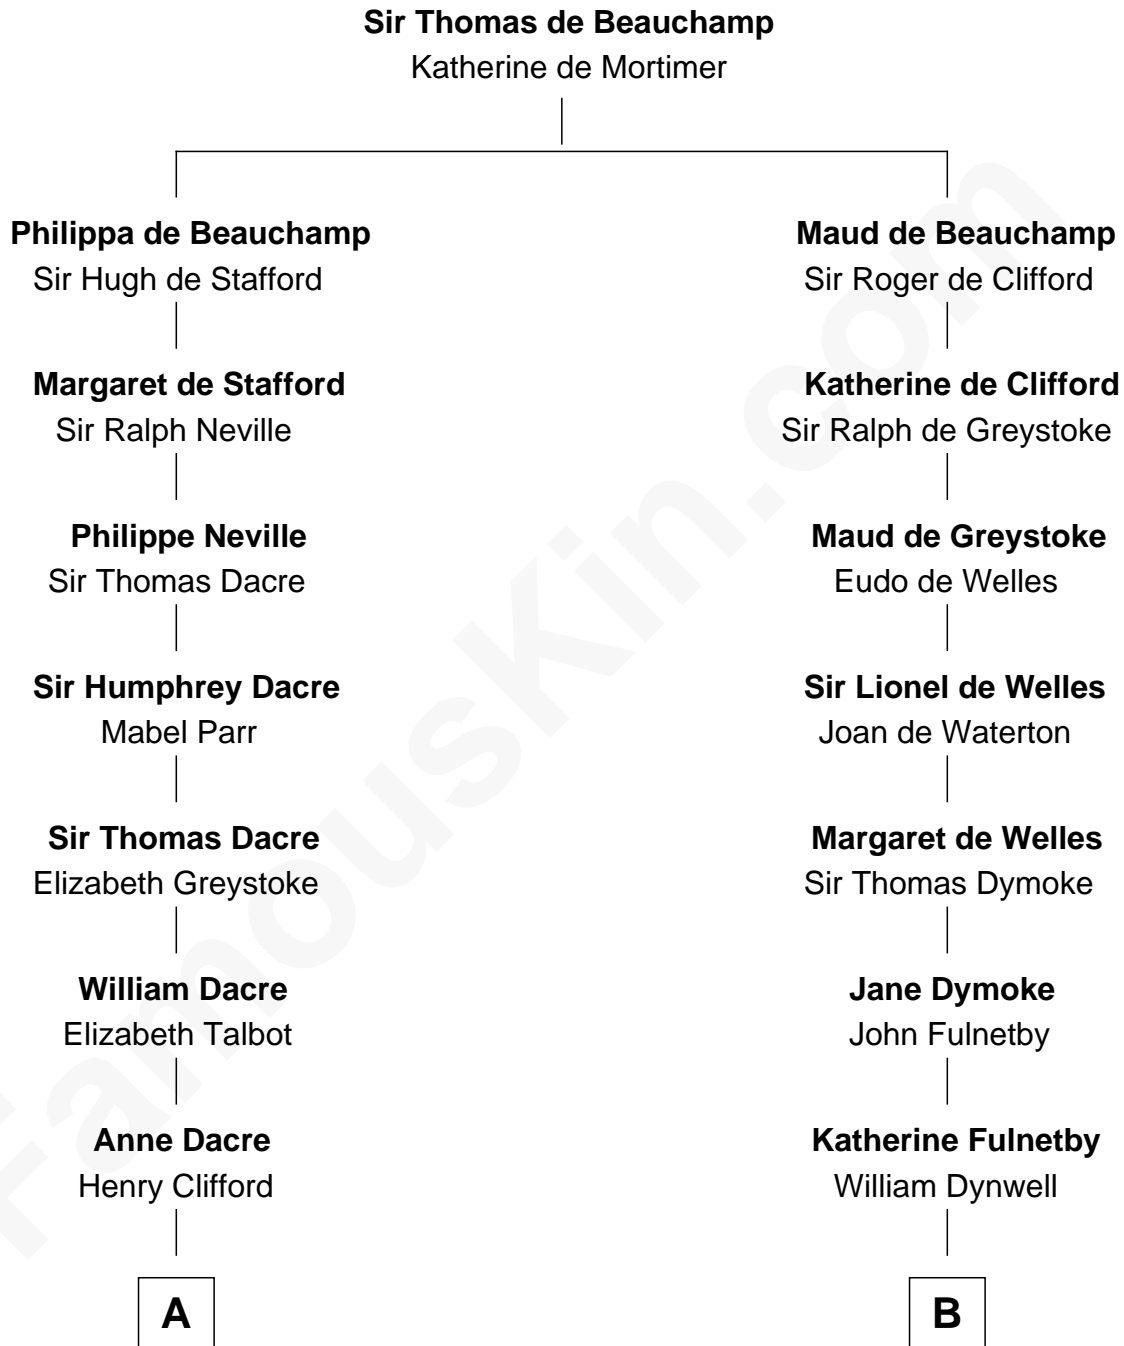 Sir Thomas de Beauchamp
Katherine de Mortimer
Philippa de Beauchamp
Sir Hugh de Stafford
Maud de Beauchamp
Sir Roger de Clifford
Margaret de Stafford
Sir Ralph Neville
Katherine de Clifford
Sir Ralph de Greystoke
Philippe Neville
Sir Thomas Dacre
Maud de Greystoke
Eudo de Welles
Sir Humphrey Dacre
Mabel Parr
Sir Lionel de Welles
Joan de Waterton
Sir Thomas Dacre
Elizabeth Greystoke
Margaret de Welles
Sir Thomas Dymoke
William Dacre
Elizabeth Talbot
Jane Dymoke
John Fulnetby
Anne Dacre
Henry Clifford
Katherine Fulnetby
William Dynwell
A
B
FamousKin.com